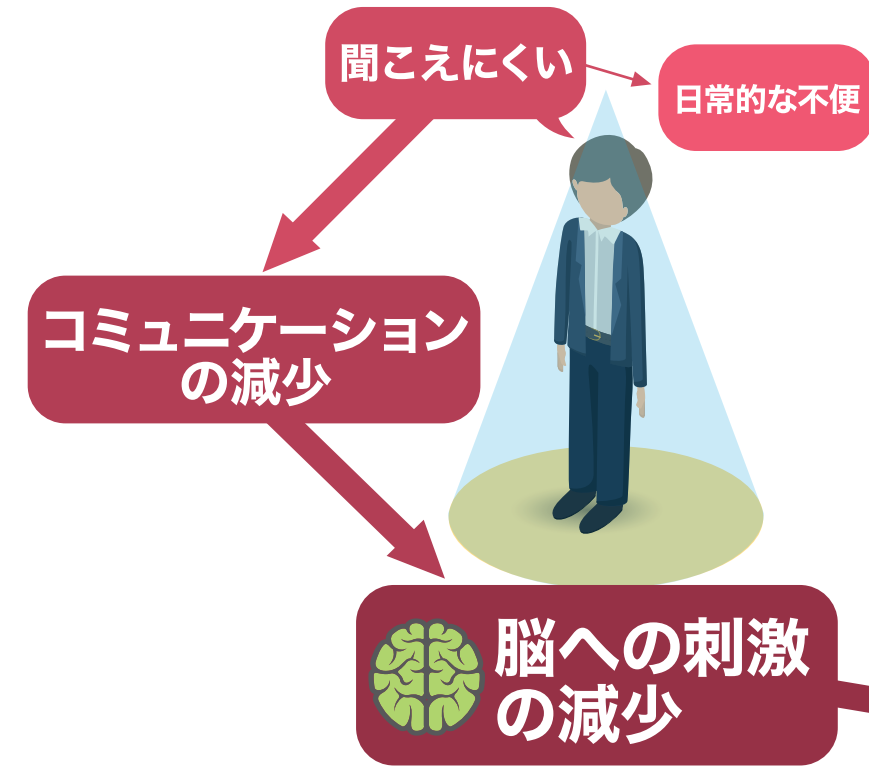 聞こえにくい
日常的な不便
コミュニケーション
の減少
脳への刺激
の減少